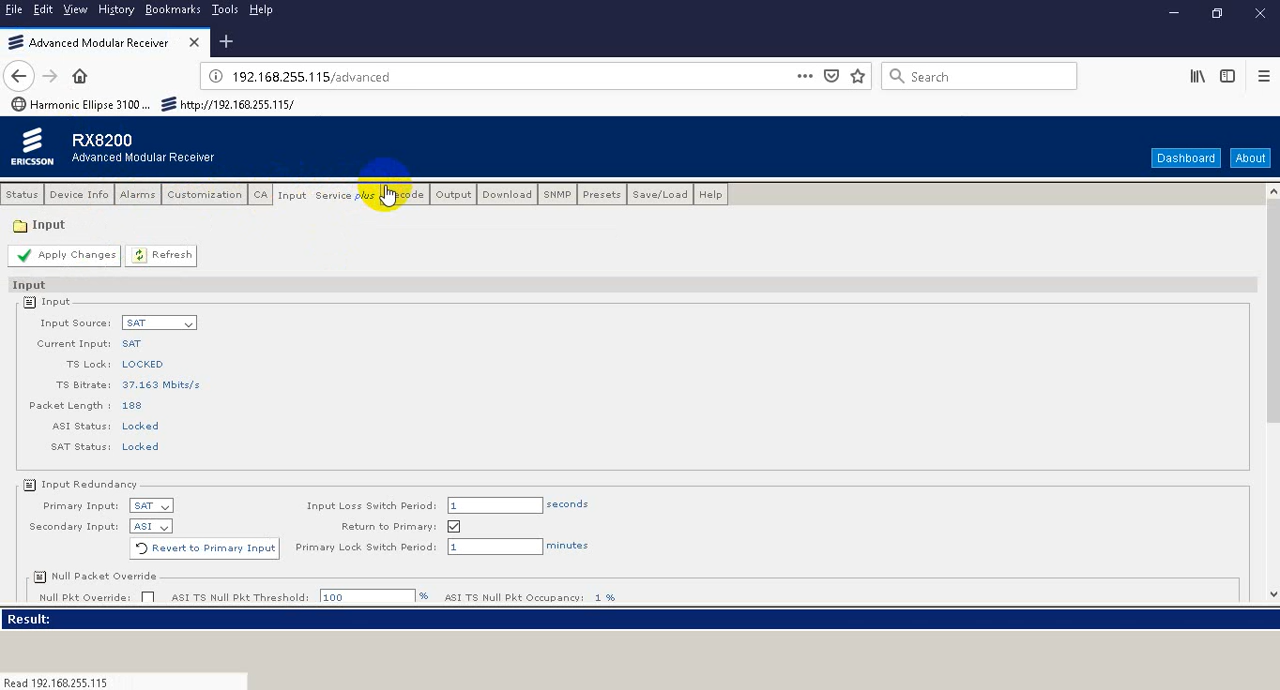 File Edit View History Bookmarks Tools Help
Advanced Modular Receiver
192.168.255.115/advanced
Search
Harmonic Ellipse 3100 ... http://192.168.255.115/
ERICSSON
RX8200
Advanced Modular Receiver
Dashboard About
Status Device Info Alarms Customization CA Input Service plus Output Download SNMP Presets Save/Load Help
Input
Apply Changes Refresh
Input
Input
Input Source: SAT
Current Input: SAT
TS Lock: LOCKED
TS Bitrate: 37.163 Mbits/s
Packet Length : 188
ASI Status: Locked
SAT Status: Locked
Input Redundancy
Primary Input: SAT Input Loss Switch Period: 1 seconds
Secondary Input: ASI Return to Primary:
Revert to Primary Input Primary Lock Switch Period: 1 minutes
Null Packet Override
Null Pkt Override: ASI TS Null Pkt Threshold: 100 % ASI TS Null Pkt Occupancy: 1 %
Result:
Read 192.168.255.115